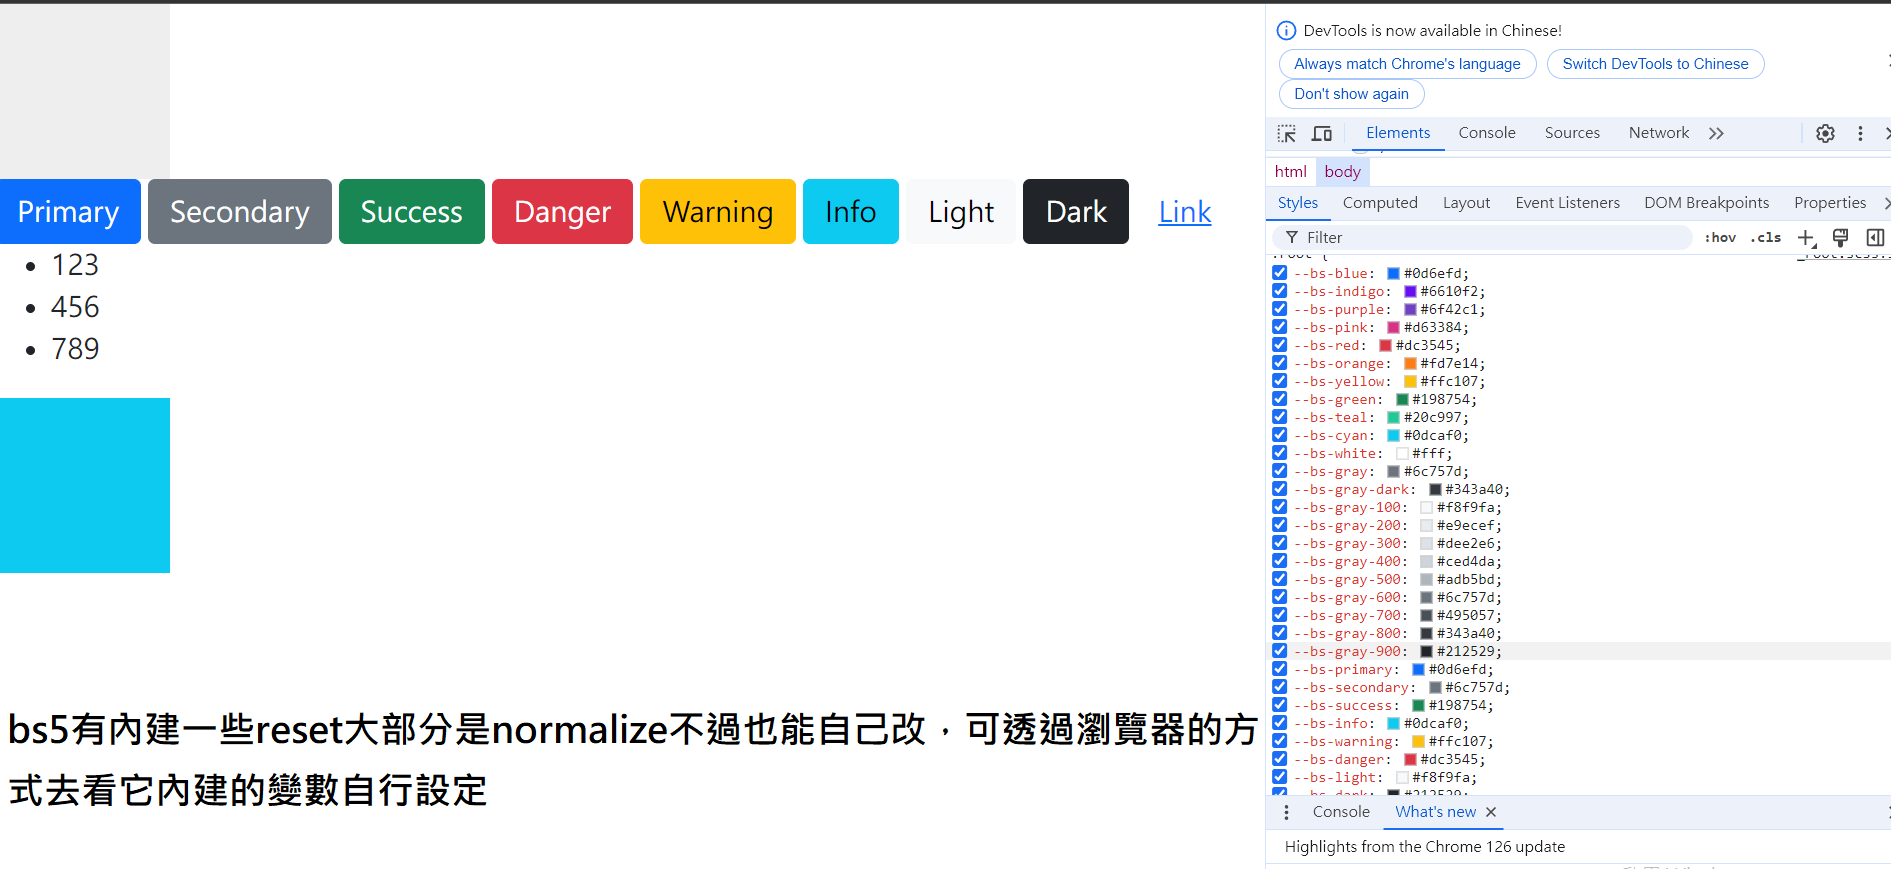 Primary Secondary Success Danger Warning Info Light Dark Link
123
456
789
bs5有內建一些reset大部分是normalize不過也能自己改，可透過瀏覽器的方
式去看它內建的變數自行設定
DevTools is now available in Chinese!
Always match Chrome's language Switch DevTools to Chinese
Don't show again
Elements Console Sources Network
html body
Styles Computed Layout Event Listeners DOM Breakpoints Properties
Filter :hov .cls
:root {
--bs-blue: #0d6efd;
--bs-indigo: #6610f2;
--bs-purple: #6f42c1;
--bs-pink: #d63384;
--bs-red: #dc3545;
--bs-orange: #fd7e14;
--bs-yellow: #ffc107;
--bs-green: #198754;
--bs-teal: #20c997;
--bs-cyan: #0dcaf0;
--bs-white: #fff;
--bs-gray: #6c757d;
--bs-gray-dark: #343a40;
--bs-gray-100: #f8f9fa;
--bs-gray-200: #e9ecef;
--bs-gray-300: #dee2e6;
--bs-gray-400: #ced4da;
--bs-gray-500: #adb5bd;
--bs-gray-600: #6c757d;
--bs-gray-700: #495057;
--bs-gray-800: #343a40;
--bs-gray-900: #212529;
--bs-primary: #0d6efd;
--bs-secondary: #6c757d;
--bs-success: #198754;
--bs-info: #0dcaf0;
--bs-warning: #ffc107;
--bs-danger: #dc3545;
--bs-light: #f8f9fa;
--bs-dark: #212529;
Console What's new
Highlights from the Chrome 126 update